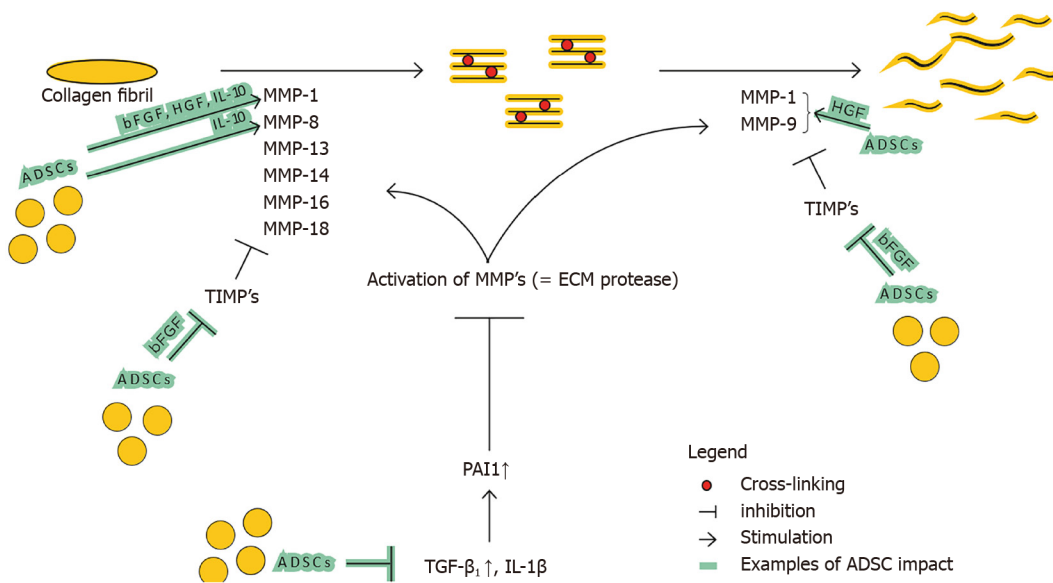 Collagen fibril
bFGF, HGF, IL-10
IL-10
ADSCs
MMP-1
MMP-8
MMP-13
MMP-14
MMP-16
MMP-18
TIMP's
bFGF
ADSCs
MMP-1
MMP-9
HGF
ADSCs
TIMP's
bFGF
ADSCs
Activation of MMP's (= ECM protease)
PAI1↑
ADSCs
TGF-β₁↑, IL-1β
Legend
Cross-linking
inhibition
Stimulation
Examples of ADSC impact